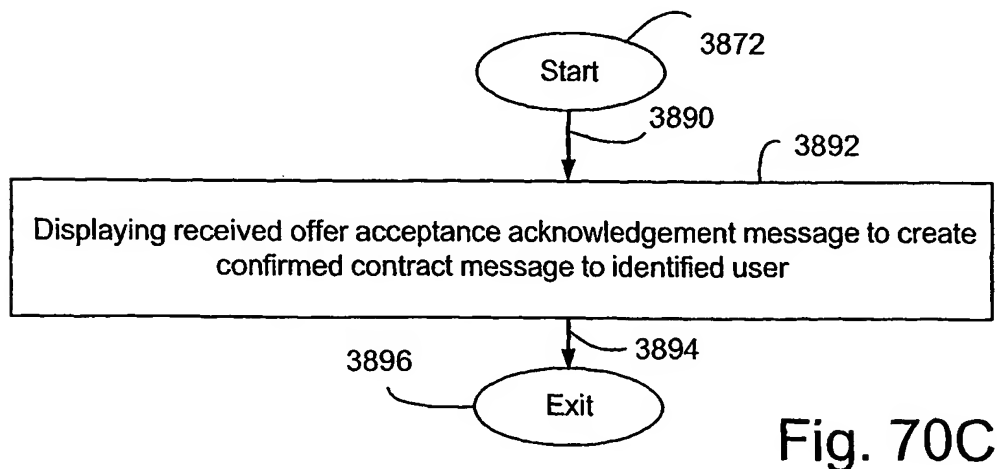 3872
Start
3890
3892
Displaying received offer acceptance acknowledgement message to create
confirmed contract message to identified user
3894
3896
Exit
Fig. 70C